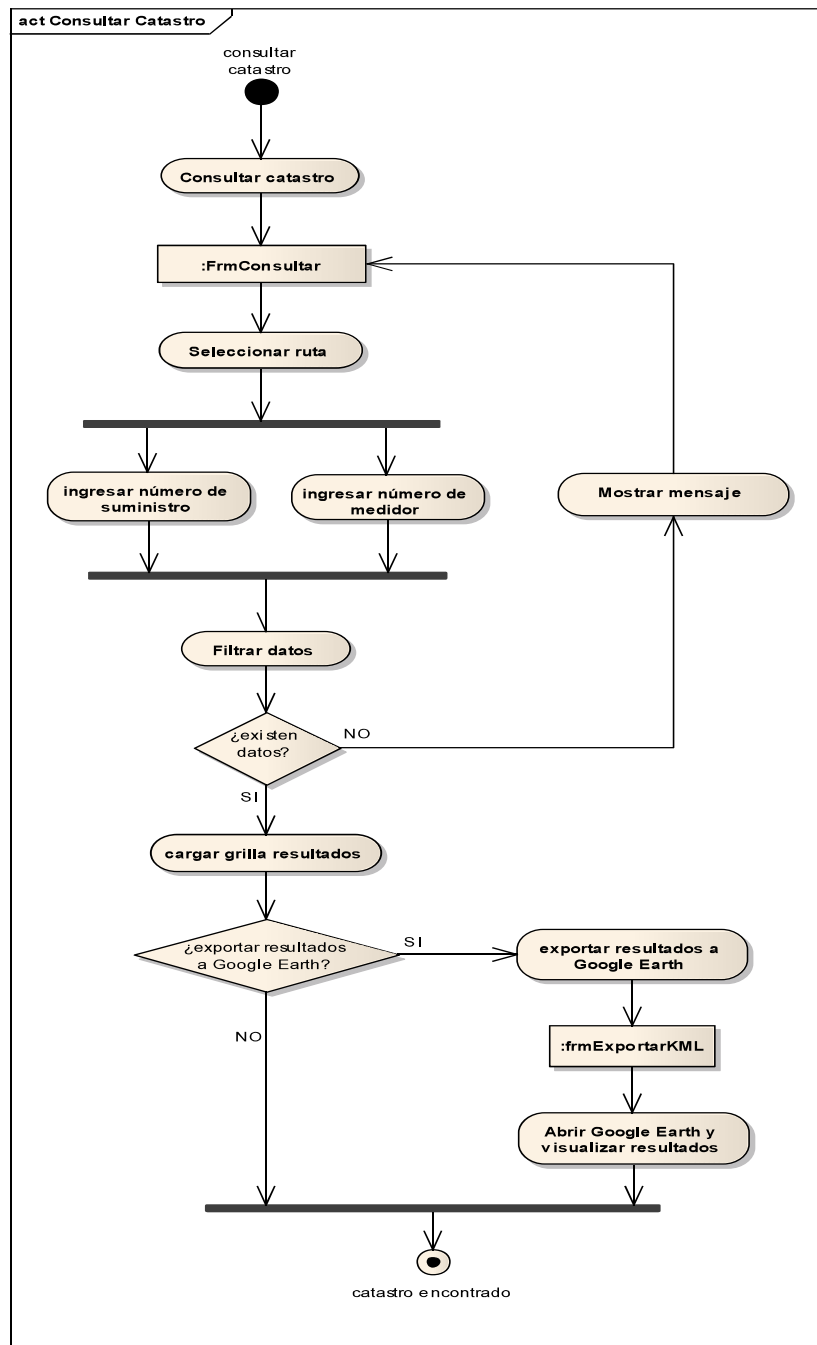 act Consultar Catastro
consultar
catastro
Consultar catastro
:FrmConsultar
Seleccionar ruta
ingresar número de
suministro
ingresar número de
medidor
Mostrar mensaje
Filtrar datos
¿existen
datos?
NO
SI
cargar grilla resultados
¿exportar resultados
a Google Earth?
SI
exportar resultados a
Google Earth
NO
:frmExportarKML
Abrir Google Earth y
visualizar resultados
catastro encontrado